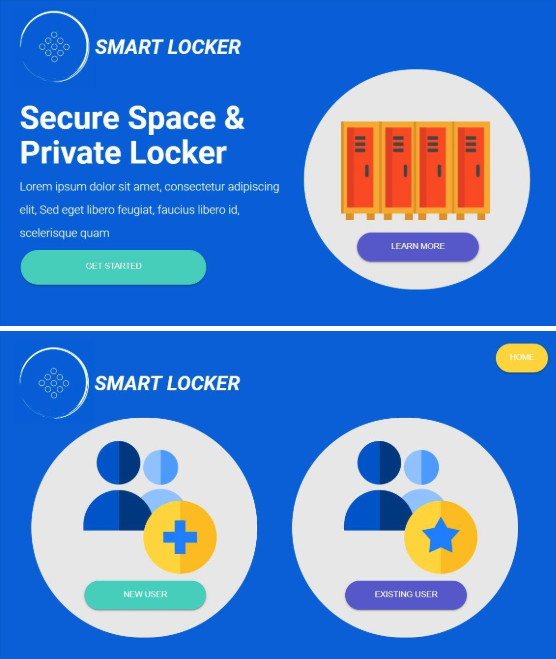 SMART LOCKER
Secure Space &
Private Locker
Lorem ipsum dolor sit amet, consectetur adipiscing
elit, Sed eget libero feugiat, faucius libero id,
scelerisque quam
GET STARTED
LEARN MORE
SMART LOCKER
HOME
NEW USER
EXISTING USER